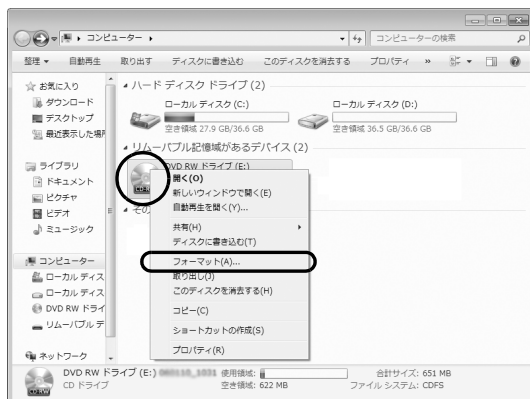 コンピューター
コンピューターの検索
整理 自動再生 取り出す ディスクに書き込む このディスクを消去する プロパティ »
お気に入り
ダウンロード
デスクトップ
最近表示した場所
ライブラリ
ドキュメント
ピクチャ
ビデオ
ミュージック
コンピューター
ローカル ディス
ローカル ディス
DVD RW ドライ
リムーバブル デ
ネットワーク
ハード ディスク ドライブ (2)
ローカル ディスク (C:)
空き領域 27.9 GB/36.6 GB
ローカル ディスク (D:)
空き領域 36.5 GB/36.6 GB
リムーバブル記憶域があるデバイス (2)
DVD RW ドライブ (E:)
CD-RW
その
開く(O)
新しいウィンドウで開く(E)
自動再生を開く(Y)...
共有(H)
ディスクに書き込む(T)
フォーマット(A)...
取り出し(J)
このディスクを消去する(H)
コピー(C)
ショートカットの作成(S)
プロパティ(R)
DVD RW ドライブ (E:) 使用領域: 合計サイズ: 651 MB
CD ドライブ 空き領域: 622 MB ファイル システム: CDFS